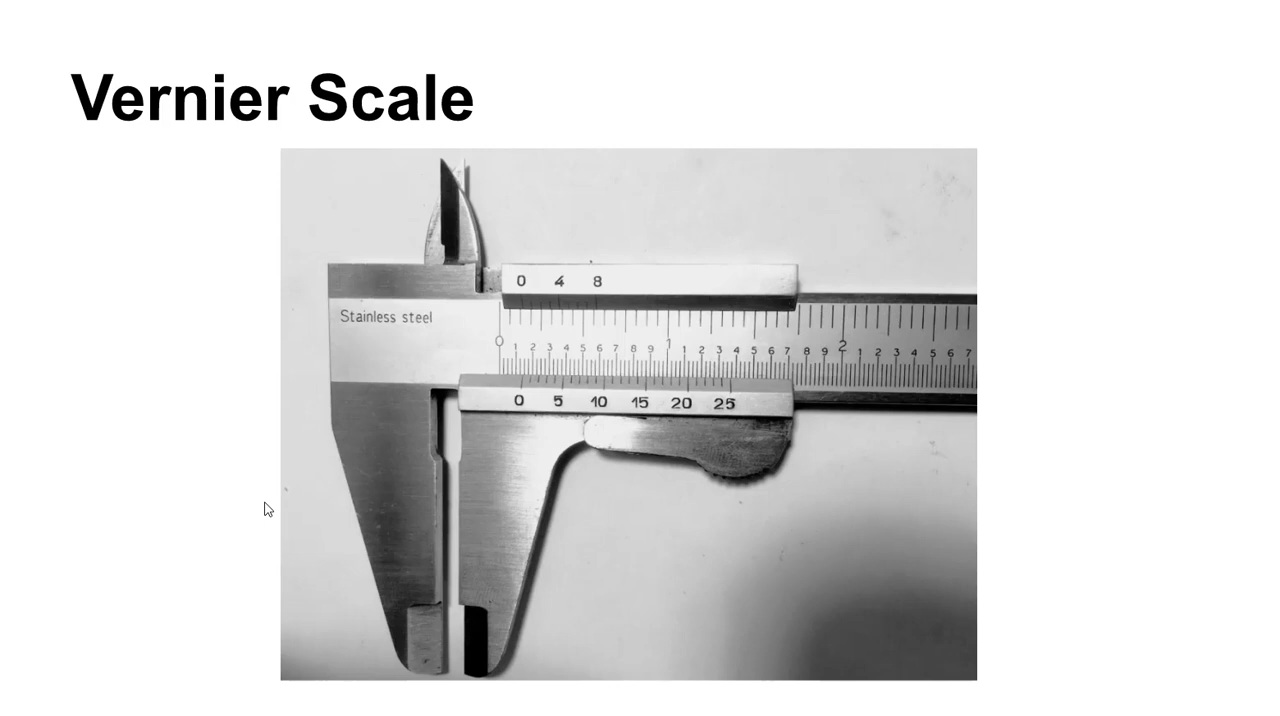 Vernier Scale
0 4 8
Stainless steel
0 1 2
1 2 3 4 5 6 7 8 9 1 2 3 4 5 6 7 8 9 1 2 3 4 5 6 7
0 5 10 15 20 25